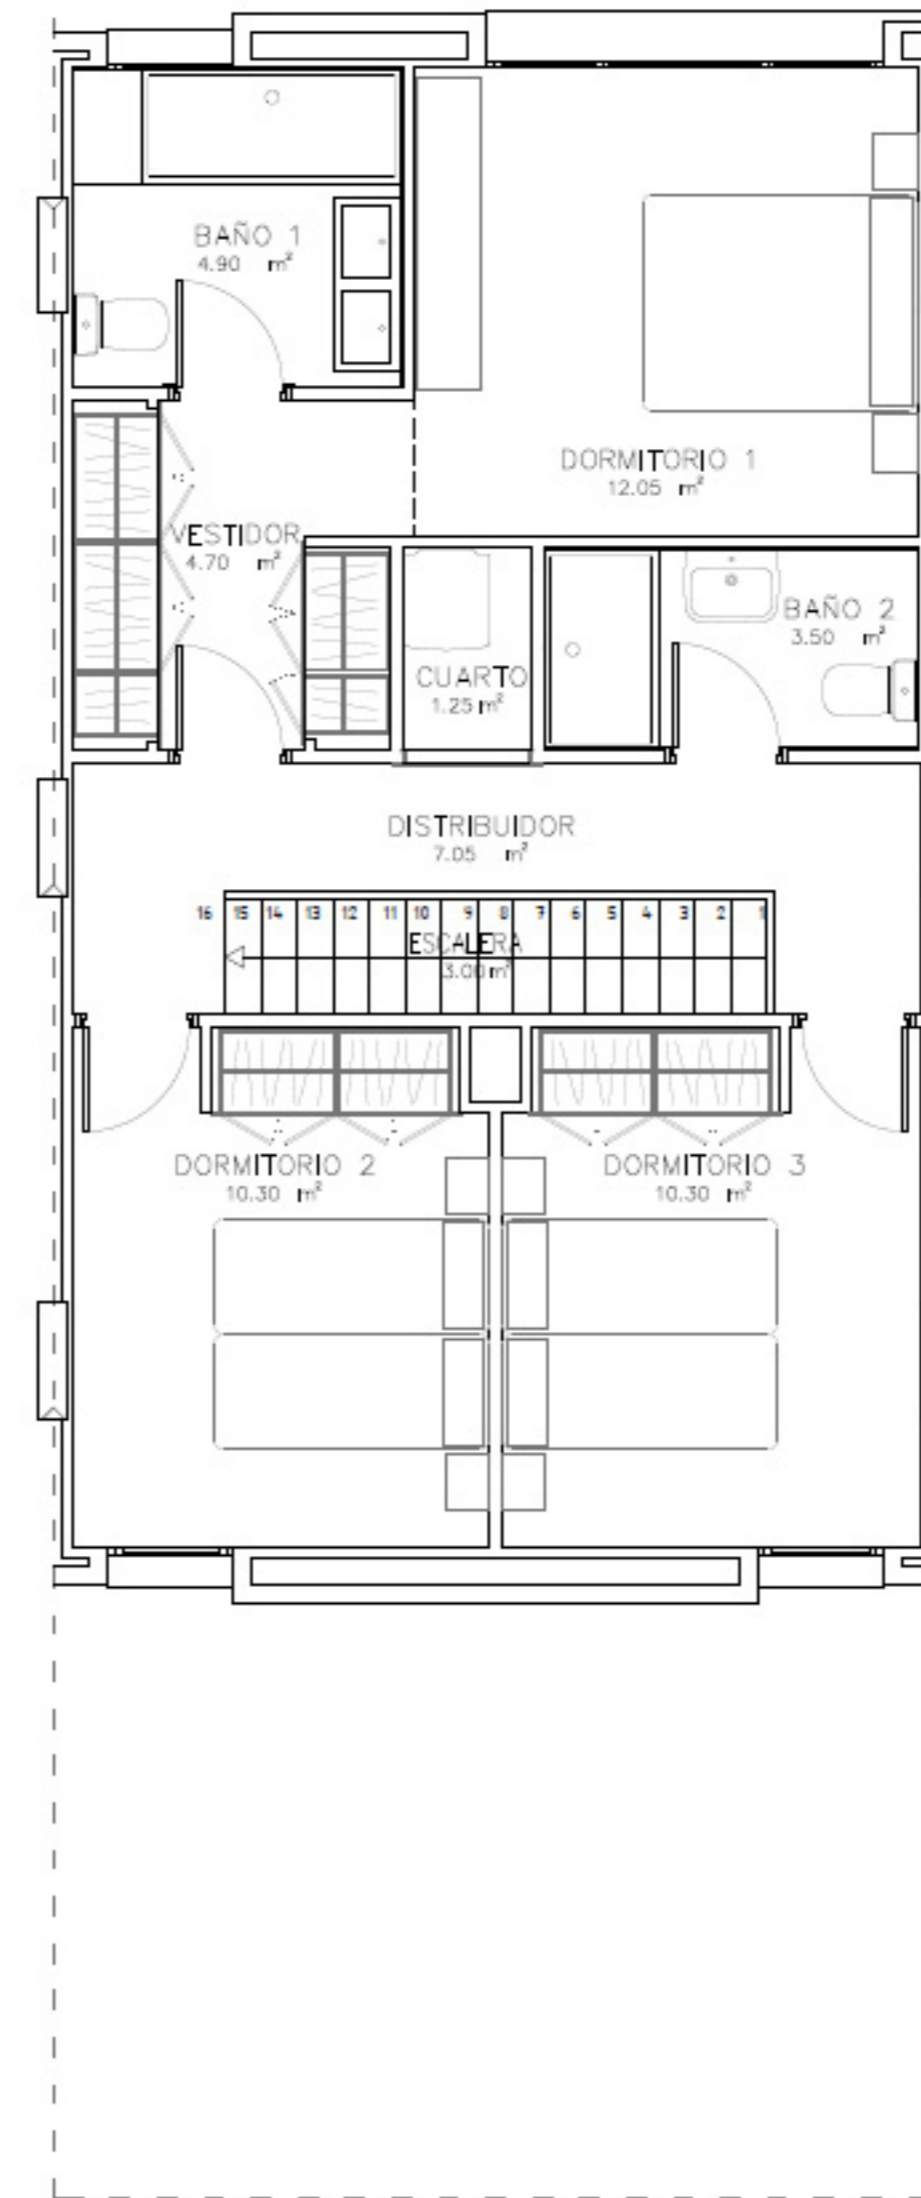 BAÑO 1
4.90 m²
DORMITORIO 1
12.05 m²
VESTIDOR
4.70 m²
BAÑO 2
3.50 m²
CUARTO
1.25 m²
DISTRIBUIDOR
7.05 m²
16 15 14 13 12 11 10 9 8 7 6 5 4 3 2 1
ESCALERA
3.00 m²
DORMITORIO 2
10.30 m²
DORMITORIO 3
10.30 m²